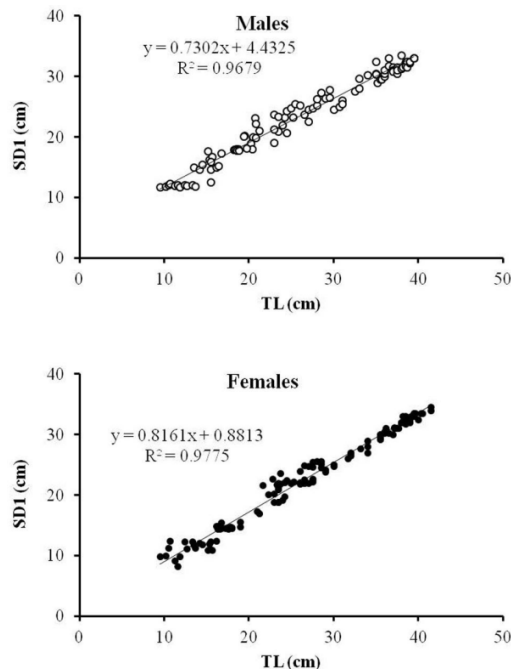 Males
y = 0.7302x + 4.4325
R² = 0.9679
40
30
20
10
0
SD1 (cm)
0 10 20 30 40 50
TL (cm)
Females
y = 0.8161x + 0.8813
R² = 0.9775
40
30
20
10
0
SD1 (cm)
0 10 20 30 40 50
TL (cm)